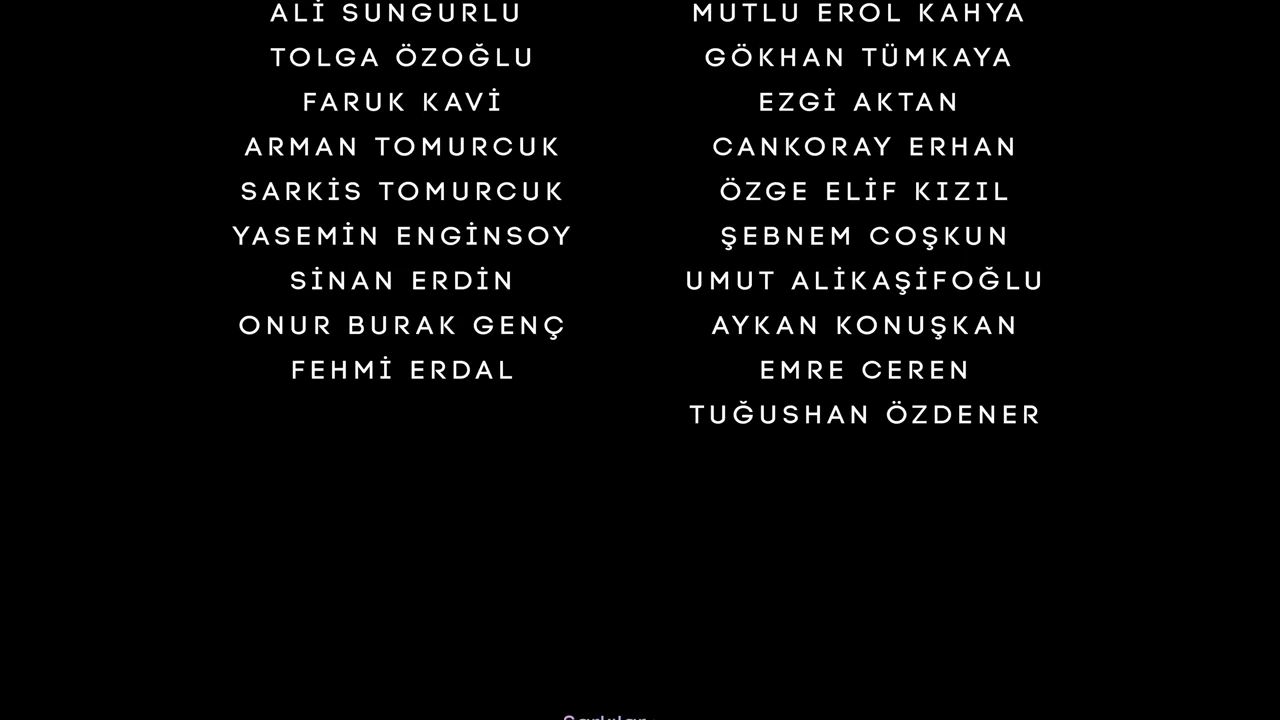 ALİ SUNGURLU
TOLGA ÖZOĞLU
FARUK KAVİ
ARMAN TOMURCUK
SARKİS TOMURCUK
YASEMİN ENGİNSOY
SİNAN ERDİN
ONUR BURAK GENÇ
FEHMİ ERDAL
MUTLU EROL KAHYA
GÖKHAN TÜMKAYA
EZGİ AKTAN
CANKORAY ERHAN
ÖZGE ELİF KIZIL
ŞEBNEM COŞKUN
UMUT ALİKAŞİFOĞLU
AYKAN KONUŞKAN
EMRE CEREN
TUĞUSHAN ÖZDENER